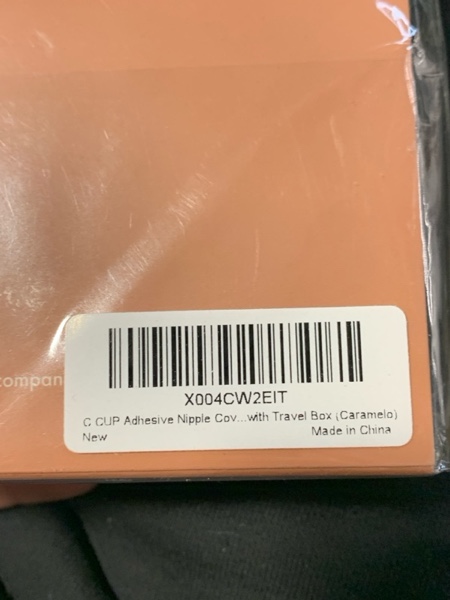 compan
X004CW2EIT
C CUP Adhesive Nipple Cov...with Travel Box (Caramelo)
New Made in China